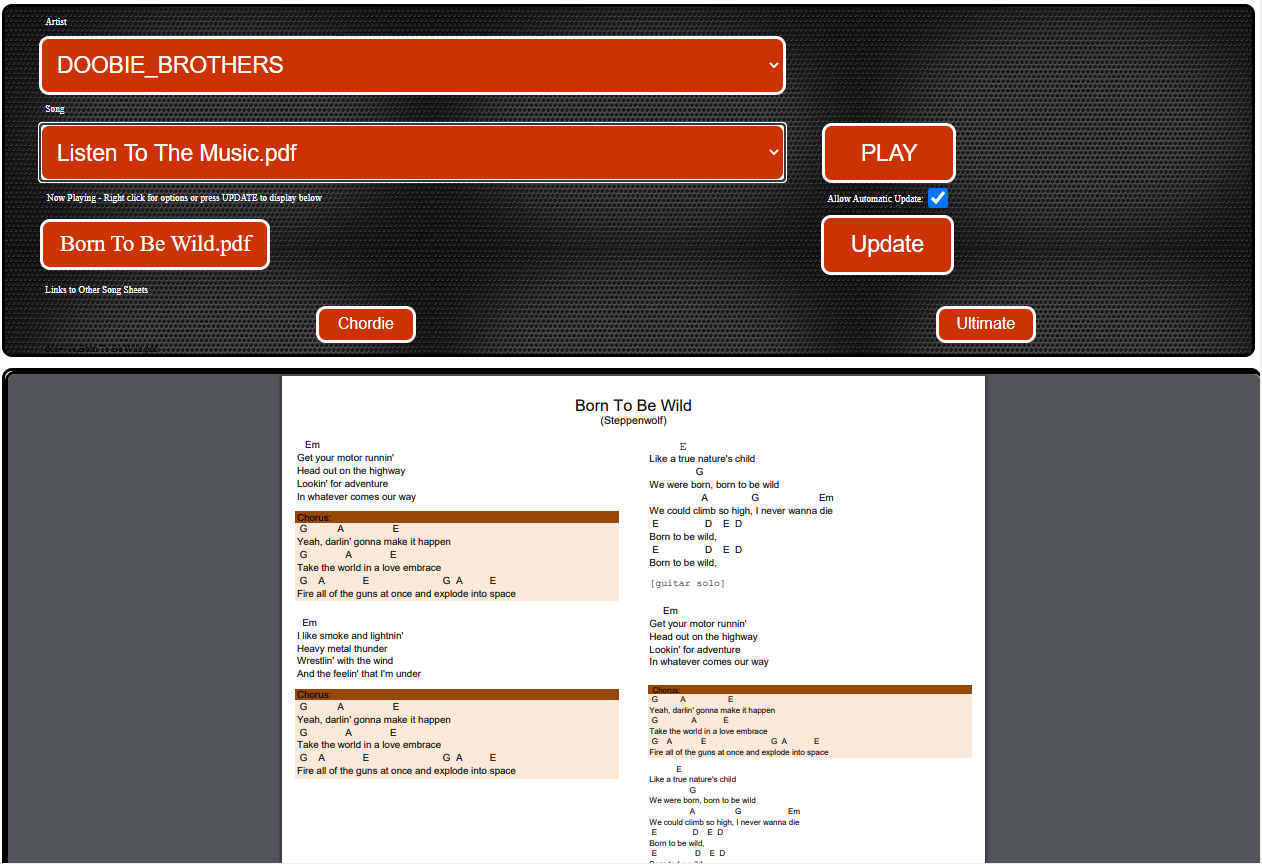 Artist
DOOBIE_BROTHERS
Song
Listen To The Music.pdf
PLAY
Now Playing - Right click for options or press UPDATE to display below
Allow Automatic Update:
Born To Be Wild.pdf
Update
Links to Other Song Sheets
Chordie
Ultimate
Born To Be Wild.pdf
Born To Be Wild
(Steppenwolf)
Em
Get your motor runnin'
Head out on the highway
Lookin' for adventure
In whatever comes our way
Chorus:
G A E
Yeah, darlin' gonna make it happen
G A E
Take the world in a love embrace
G A E G A E
Fire all of the guns at once and explode into space
Em
I like smoke and lightnin'
Heavy metal thunder
Wrestlin' with the wind
And the feelin' that I'm under
Chorus:
G A E
Yeah, darlin' gonna make it happen
G A E
Take the world in a love embrace
G A E G A E
Fire all of the guns at once and explode into space
E
Like a true nature's child
G
We were born, born to be wild
A G Em
We could climb so high, I never wanna die
E D E D
Born to be wild,
E D E D
Born to be wild,
[guitar solo]
Em
Get your motor runnin'
Head out on the highway
Lookin' for adventure
In whatever comes our way
Chorus:
G A E
Yeah, darlin' gonna make it happen
G A E
Take the world in a love embrace
G A E G A E
Fire all of the guns at once and explode into space
E
Like a true nature's child
G
We were born, born to be wild
A G Em
We could climb so high, I never wanna die
E D E D
Born to be wild,
E D E D
Born to be wild,